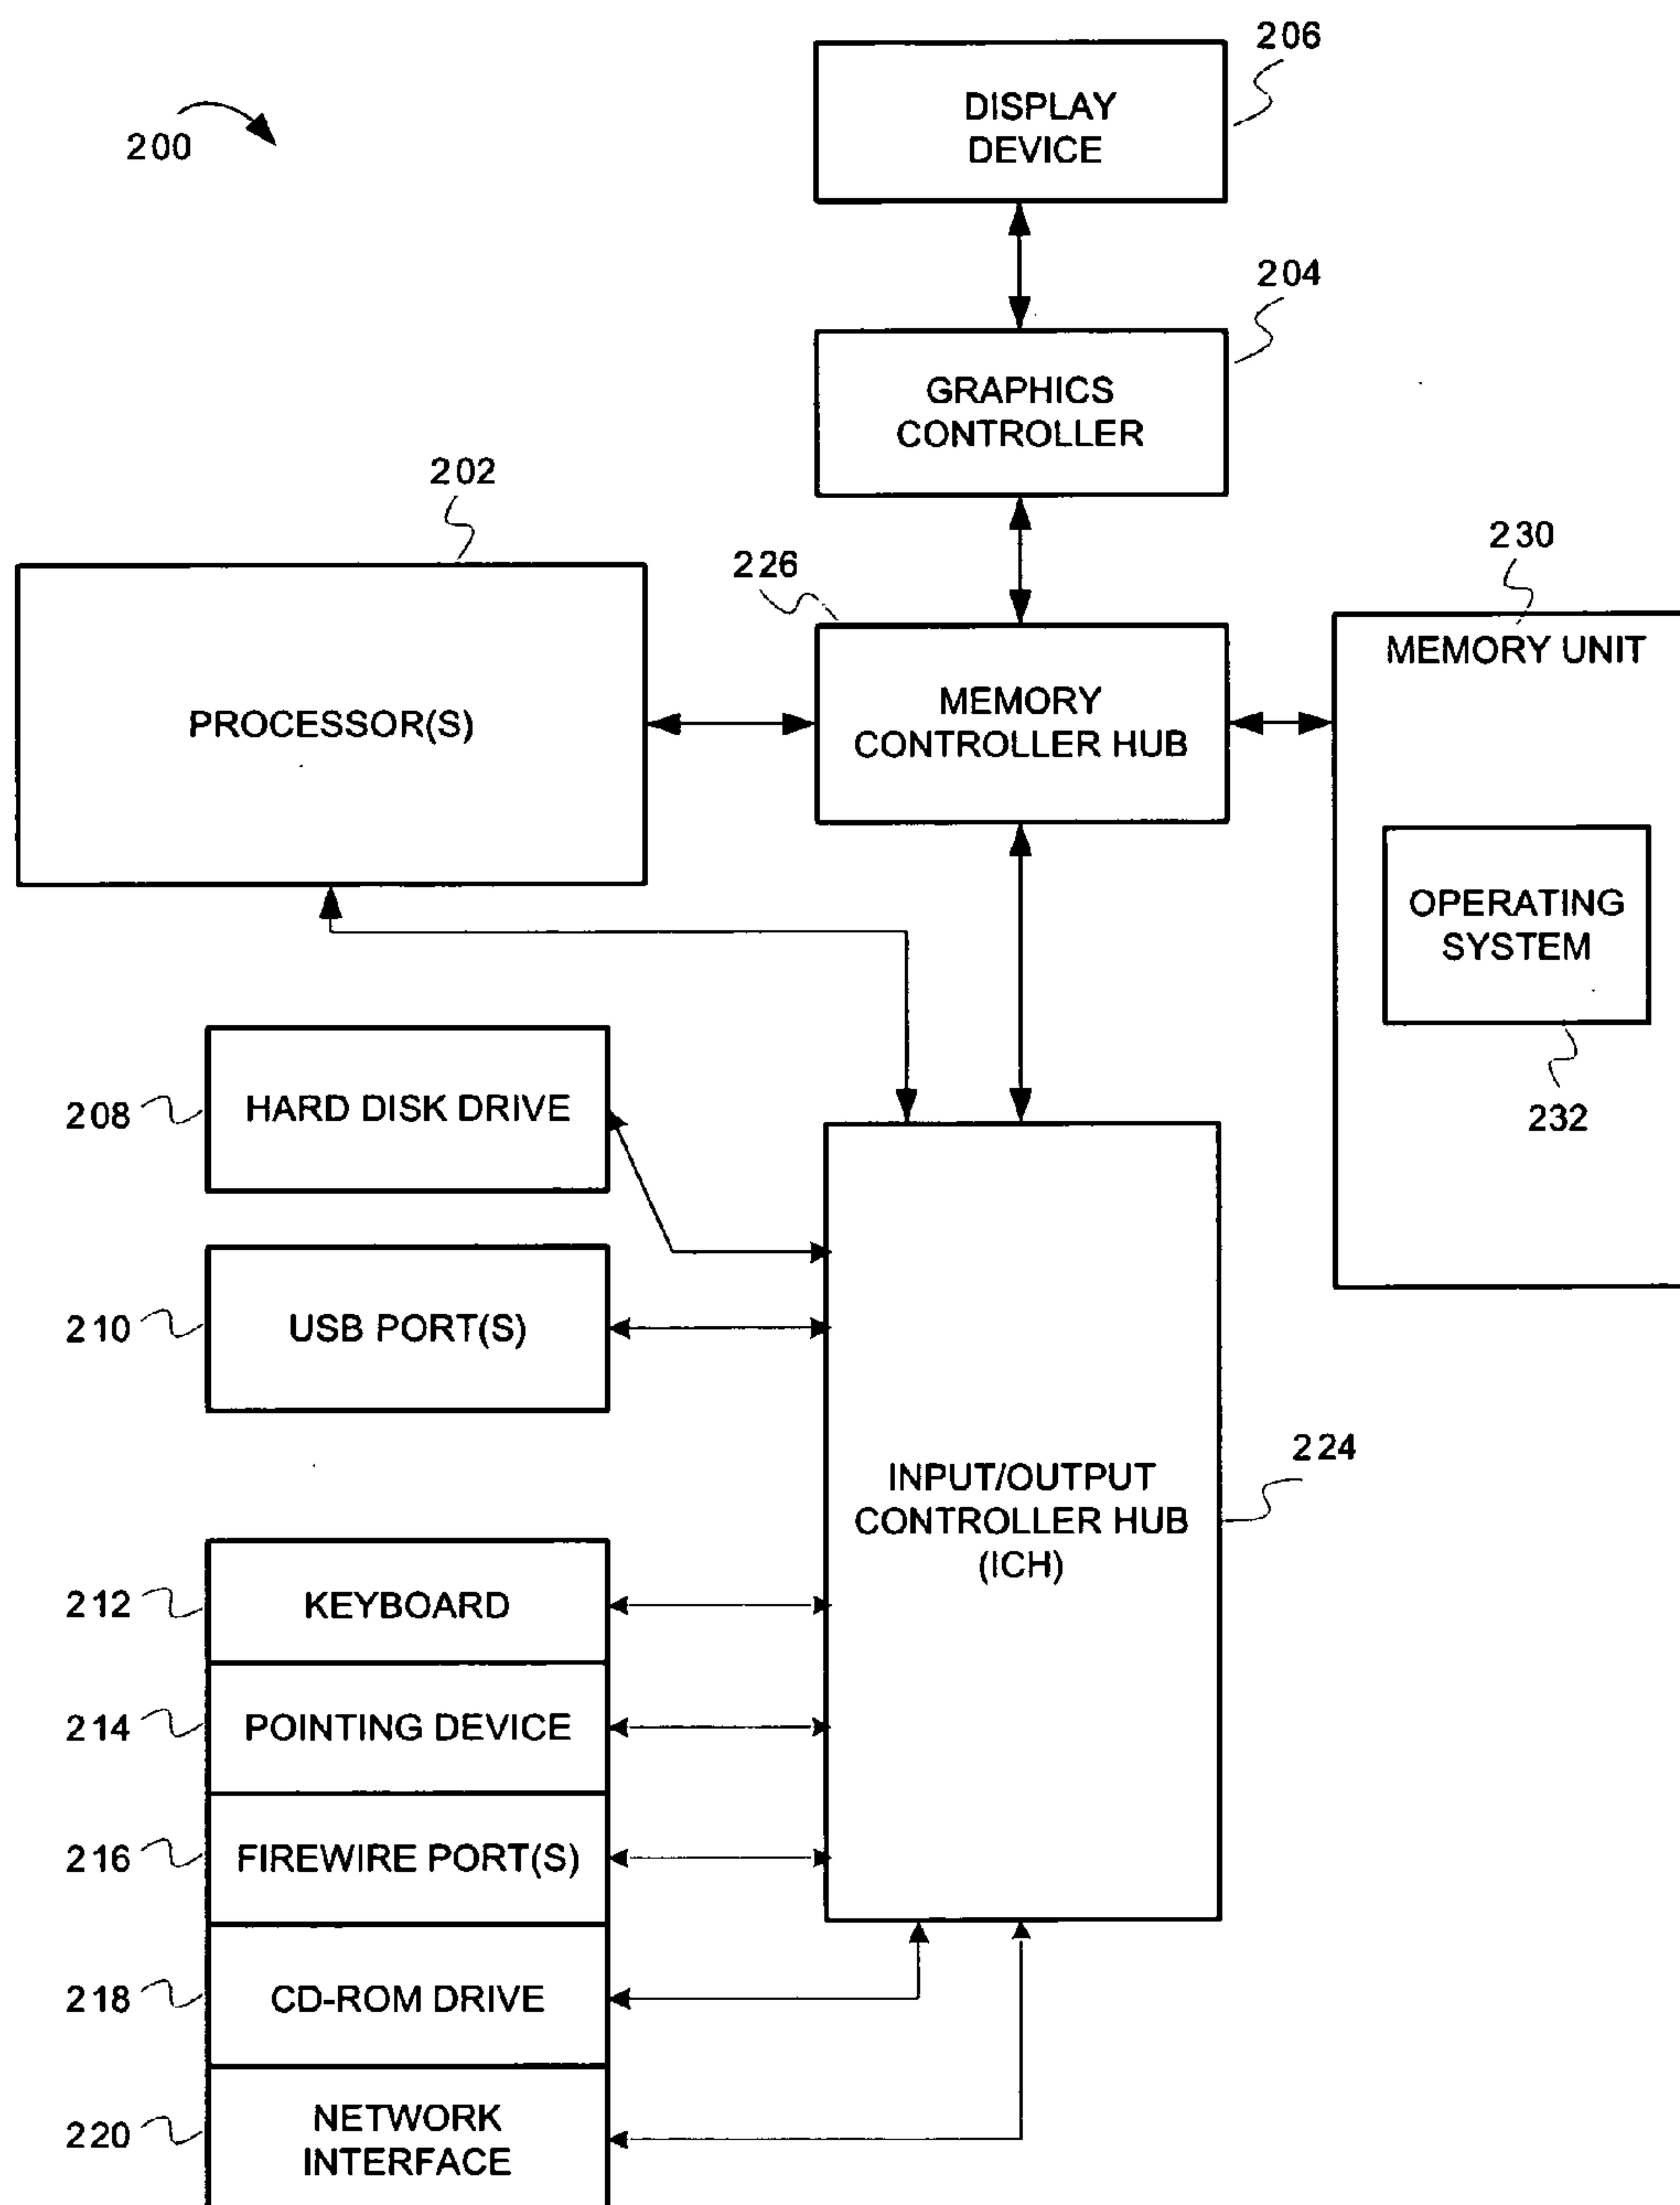 206
DISPLAY
DEVICE
200
204
GRAPHICS
CONTROLLER
202
230
226
MEMORY UNIT
PROCESSOR(S)
MEMORY
CONTROLLER HUB
OPERATING
SYSTEM
232
208
HARD DISK DRIVE
210
USB PORT(S)
224
INPUT/OUTPUT
CONTROLLER HUB
(ICH)
212
KEYBOARD
214
POINTING DEVICE
216
FIREWIRE PORT(S)
218
CD-ROM DRIVE
220
NETWORK
INTERFACE